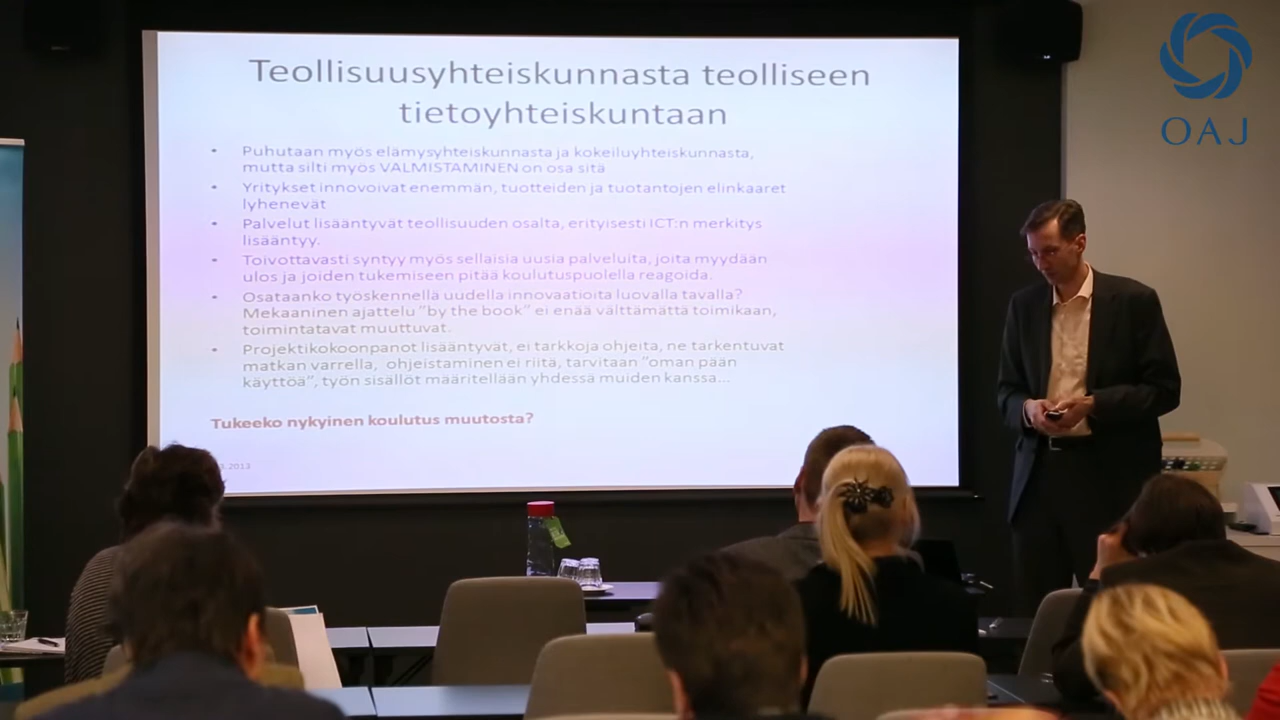 Teollisuusyhteiskunnasta teolliseen
tietoyhteiskuntaan
• Puhutaan myös elämysyhteiskunnasta ja kokeiluyhteiskunnasta,
mutta silti myös VALMISTAMINEN on osa sitä
• Yritykset innovoivat enemmän, tuotteiden ja tuotantojen elinkaaret
lyhenevät
• Palvelut lisääntyvät teollisuuden osalta, erityisesti ICT:n merkitys
lisääntyy.
• Toivottavasti syntyy myös sellaisia uusia palveluita, joita myydään
ulos ja joiden tukemiseen pitää koulutuspuolella reagoida.
• Osataanko työskennellä uudella innovaatioita luovalla tavalla?
Mekaaninen ajattelu "by the book" ei enää välttämättä toimikaan,
toimintatavat muuttuvat.
• Projektikokoonpanot lisääntyvät, ei tarkkoja ohjeita, ne tarkentuvat
matkan varrella, ohjeistaminen ei riitä, tarvitaan "oman pään
käyttöä", työn sisällöt määritellään yhdessä muiden kanssa...
Tukeeko nykyinen koulutus muutosta?
2013
OAJ